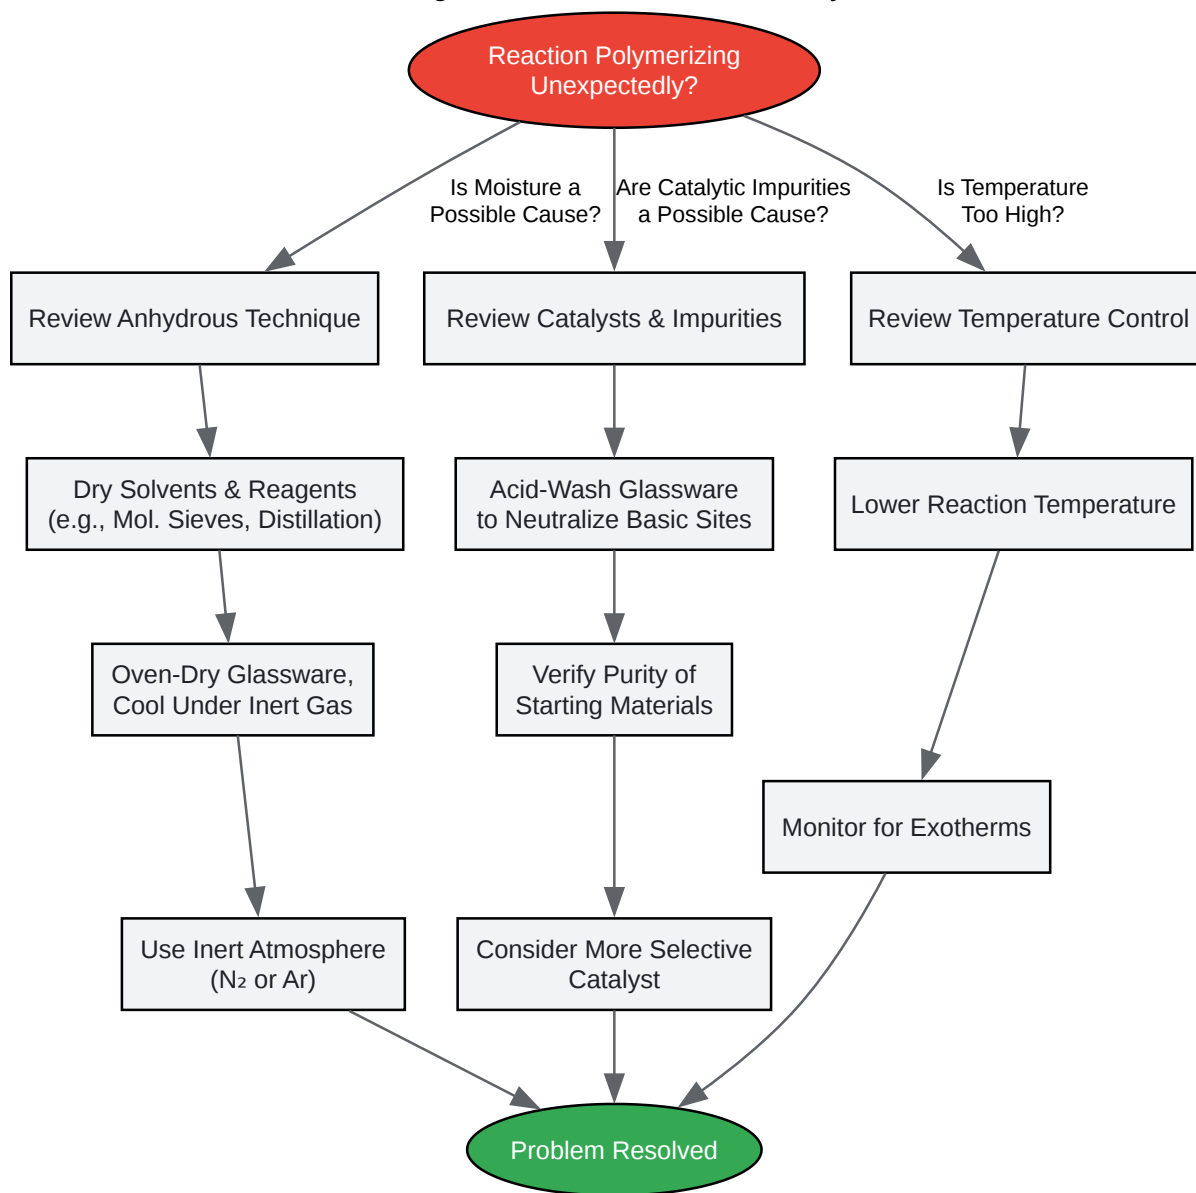 Reaction Polymerizing
Unexpectedly?
Is Moisture a
Possible Cause?
Are Catalytic Impurities
a Possible Cause?
Is Temperature
Too High?
Review Anhydrous Technique
Review Catalysts & Impurities
Review Temperature Control
Dry Solvents & Reagents
(e.g., Mol. Sieves, Distillation)
Acid-Wash Glassware
to Neutralize Basic Sites
Lower Reaction Temperature
Oven-Dry Glassware,
Cool Under Inert Gas
Verify Purity of
Starting Materials
Monitor for Exotherms
Use Inert Atmosphere
(N₂ or Ar)
Consider More Selective
Catalyst
Problem Resolved